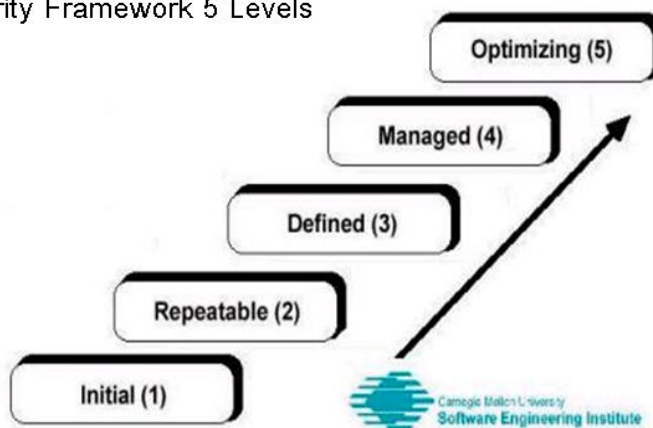 rity Framework 5 Levels
Optimizing (5)
Managed (4)
Defined (3)
Repeatable (2)
Initial (1)
Carnegie Mellon University
Software Engineering Institute